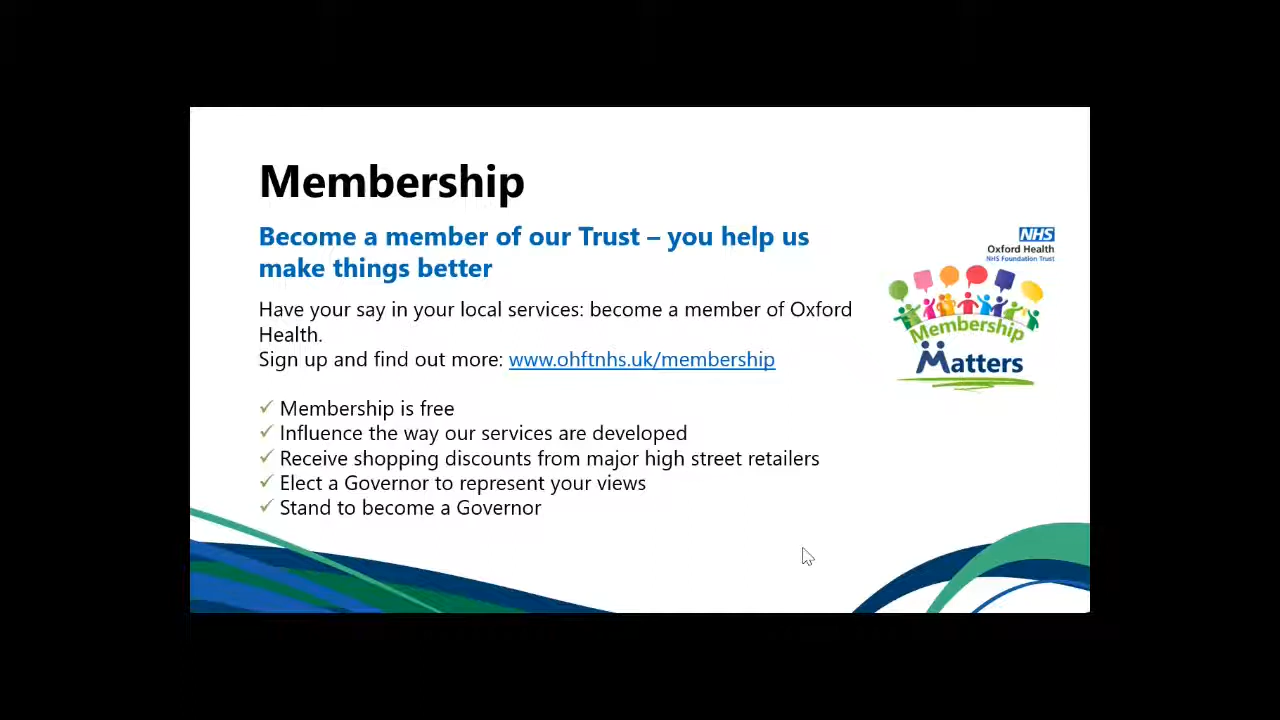 Membership
Become a member of our Trust – you help us
make things better
Have your say in your local services: become a member of Oxford
Health.
Sign up and find out more: www.ohftnhs.uk/membership
✓ Membership is free
✓ Influence the way our services are developed
✓ Receive shopping discounts from major high street retailers
✓ Elect a Governor to represent your views
✓ Stand to become a Governor
NHS
Oxford Health
NHS Foundation Trust
Membership
Matters